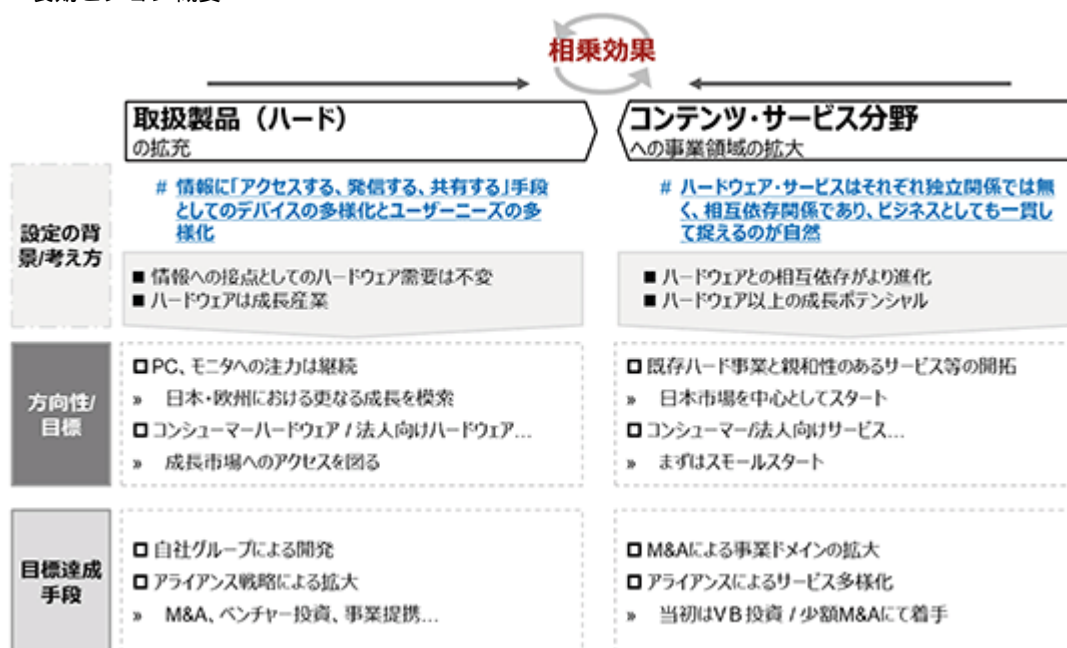 相乗効果
取扱製品（ハード）
の拡充
コンテンツ・サービス分野
への事業領域の拡大
設定の背
景/考え方
# 情報に「アクセスする、発信する、共有する」手段
としてのデバイスの多様化とユーザーニーズの多
様化
■ 情報への接点としてのハードウェア需要は不変
■ ハードウェアは成長産業
# ハードウェア・サービスはそれぞれ独立関係では無
く、相互依存関係であり、ビジネスとしても一貫し
て捉えるのが自然
■ ハードウェアとの相互依存がより進化
■ ハードウェア以上の成長ポテンシャル
方向性/
目標
PC、モニタへの注力は継続
» 日本・欧州における更なる成長を模索
コンシューマーハードウェア / 法人向けハードウェア…
» 成長市場へのアクセスを図る
既存ハード事業と親和性のあるサービス等の開拓
» 日本市場を中心としてスタート
コンシューマー/法人向けサービス…
» まずはスモールスタート
目標達成
手段
自社グループによる開発
アライアンス戦略による拡大
» M&A、ベンチャー投資、事業提携…
M&Aによる事業ドメインの拡大
アライアンスによるサービス多様化
» 当初はVB投資 / 少額M&Aにて着手